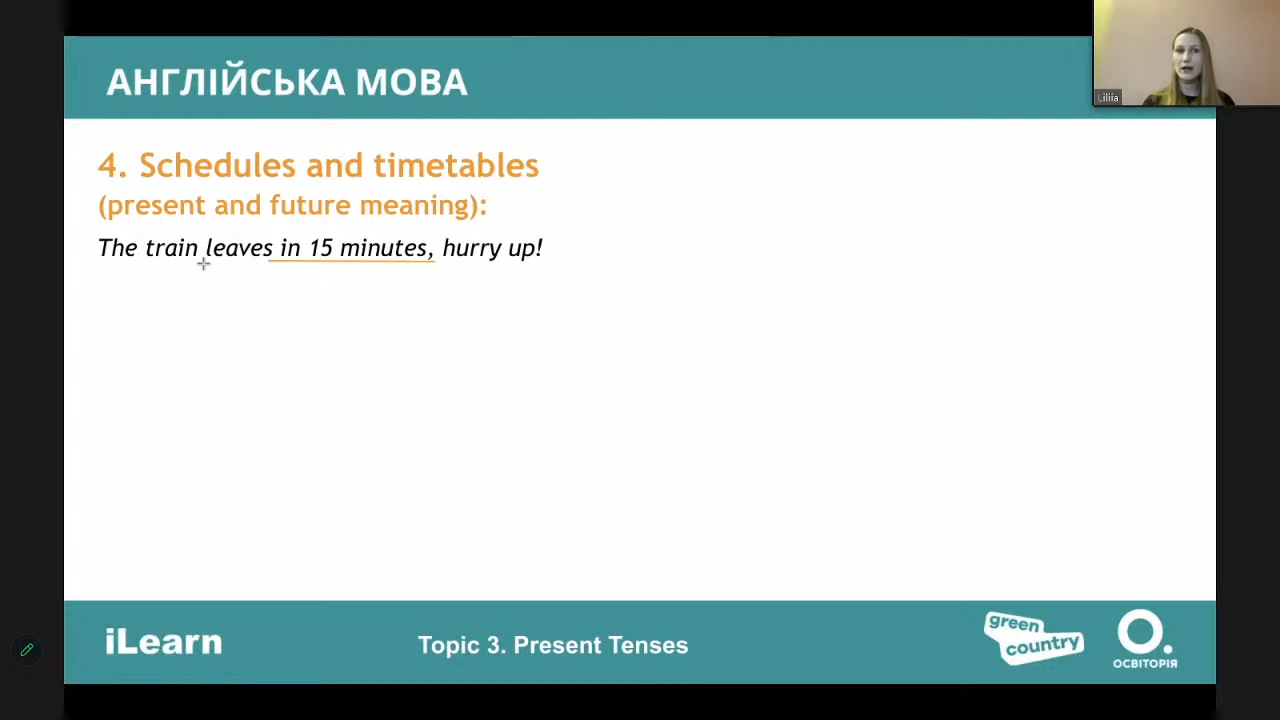 АНГЛІЙСЬКА МОВА
Liliia
4. Schedules and timetables
(present and future meaning):
The train leaves in 15 minutes, hurry up!
iLearn
Topic 3. Present Tenses
green
country
ОСВІТОРІЯ